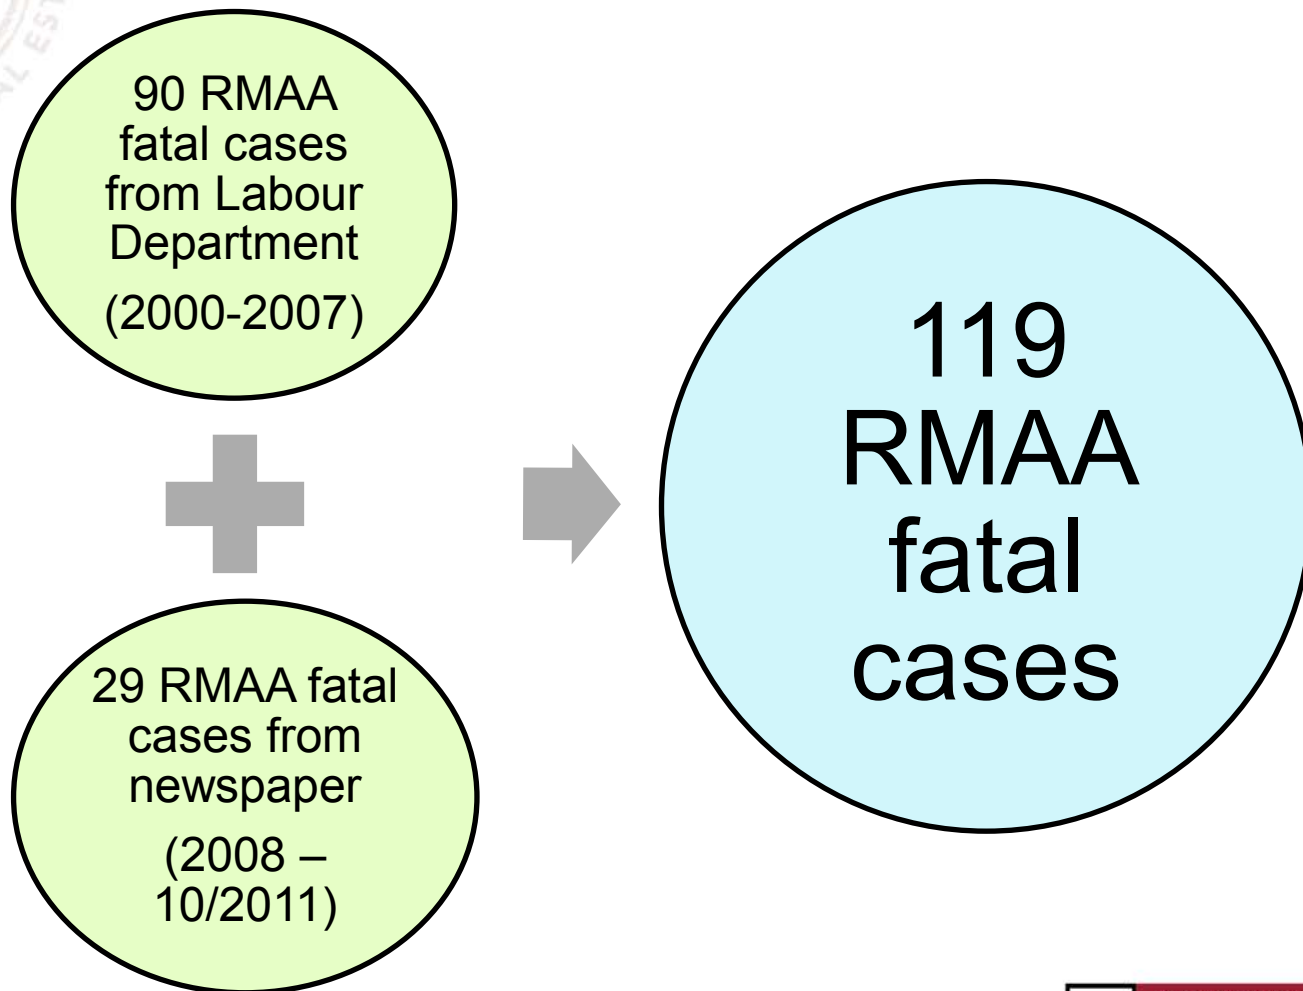 90 RMAA
fatal cases
from Labour
Department
(2000-2007)
29 RMAA fatal
cases from
newspaper
(2008 –
10/2011)
119
RMAA
fatal
cases